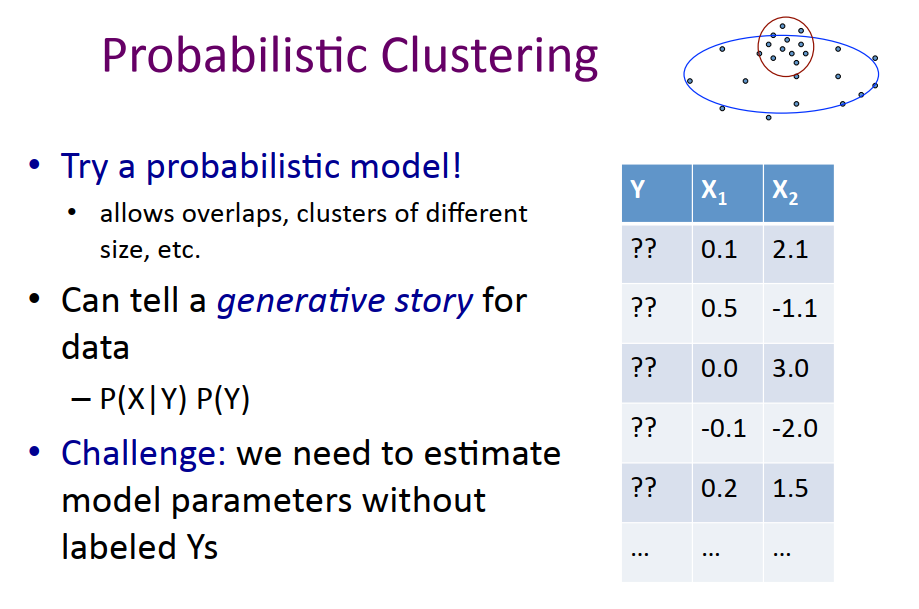 Probabilistic Clustering
• Try a probabilistic model!
• allows overlaps, clusters of different
size, etc.
• Can tell a generative story for
data
– P(X|Y) P(Y)
• Challenge: we need to estimate
model parameters without
labeled Ys
Y X1 X2
?? 0.1 2.1
?? 0.5 -1.1
?? 0.0 3.0
?? -0.1 -2.0
?? 0.2 1.5
... ... ...